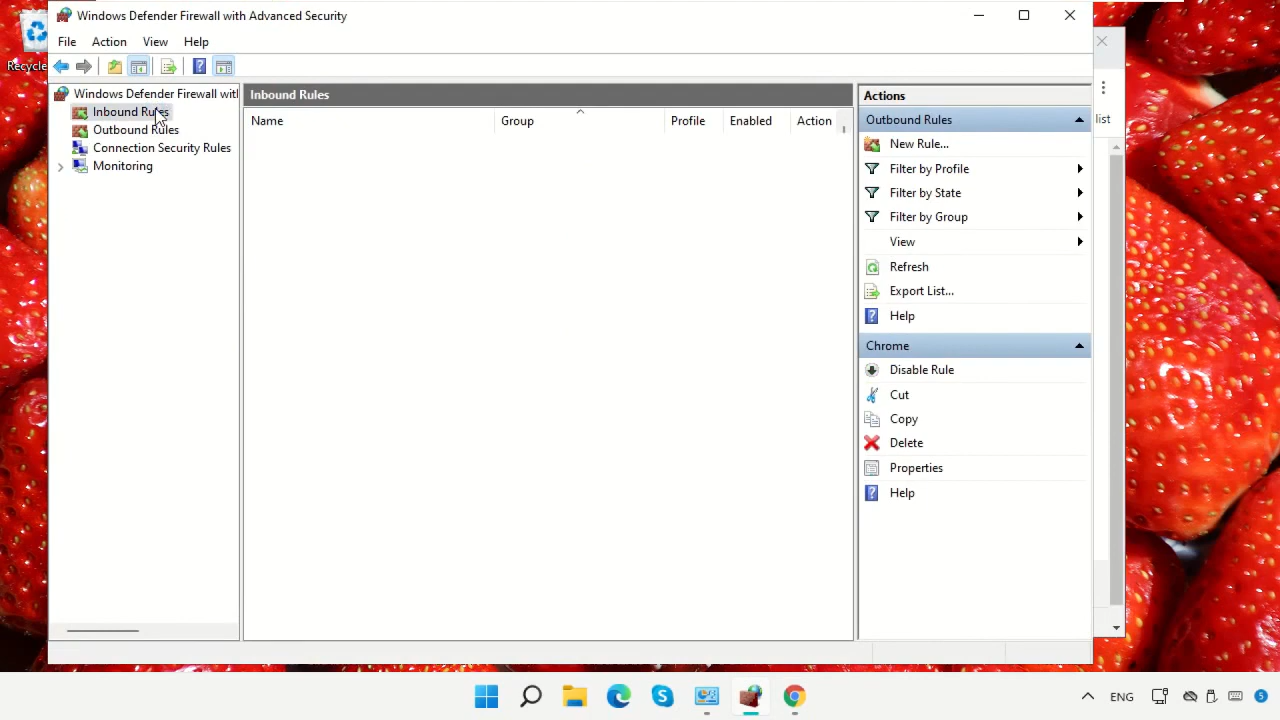 Windows Defender Firewall with Advanced Security
File Action View Help
Recycle
list
Windows Defender Firewall wit
Inbound Rules
Outbound Rules
Connection Security Rules
Monitoring
Inbound Rules
Name Group Profile Enabled Action
Actions
Outbound Rules
New Rule...
Filter by Profile
Filter by State
Filter by Group
View
Refresh
Export List...
Help
Chrome
Disable Rule
Cut
Copy
Delete
Properties
Help
ENG
5